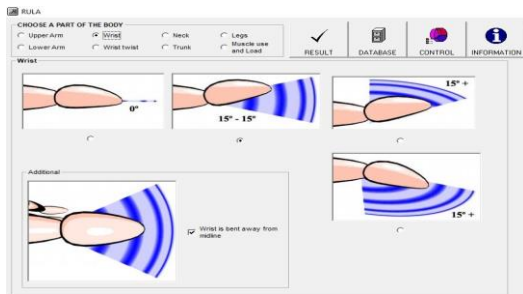 RULA
CHOOSE A PART OF THE BODY
Upper Arm Wrist Neck Legs
Lower Arm Wrist twist Trunk Muscle use and Load
RESULT DATABASE CONTROL INFORMATION
Wrist
0°
15° - 15°
15° +
15° +
Additional
Wrist is bent away from
midline